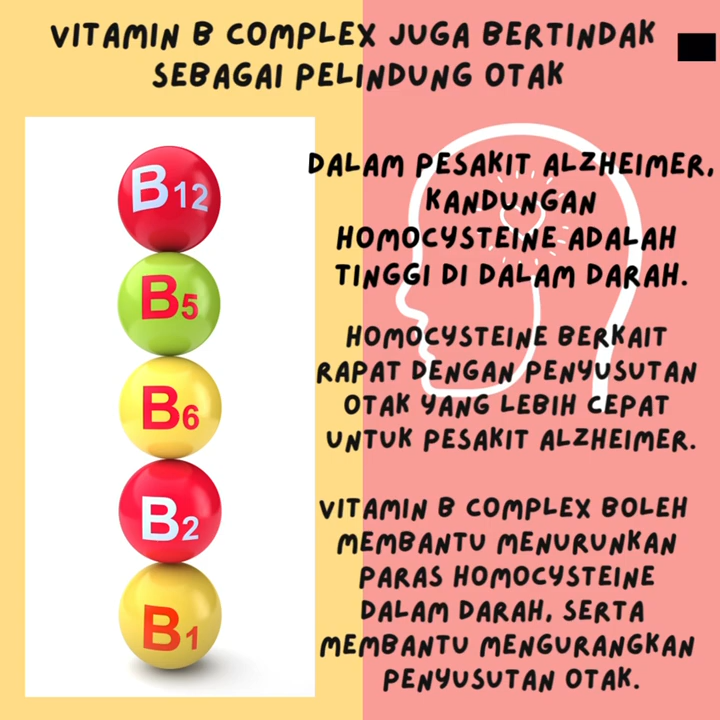 VITAMIN B COMPLEX JUGA BERTINDAK
SEBAGAI PELINDUNG OTAK
B12
B5
B6
B2
B1
DALAM PESAKIT ALZHEIMER,
KANDUNGAN
HOMOCYSTEINE ADALAH
TINGGI DI DALAM DARAH.
HOMOCYSTEINE BERKAIT
RAPAT DENGAN PENYUSUTAN
OTAK YANG LEBIH CEPAT
UNTUK PESAKIT ALZHEIMER.
VITAMIN B COMPLEX BOLEH
MEMBANTU MENURUNKAN
PARAS HOMOCYSTEINE
DALAM DARAH, SERTA
MEMBANTU MENGURANGKAN
PENYUSUTAN OTAK.